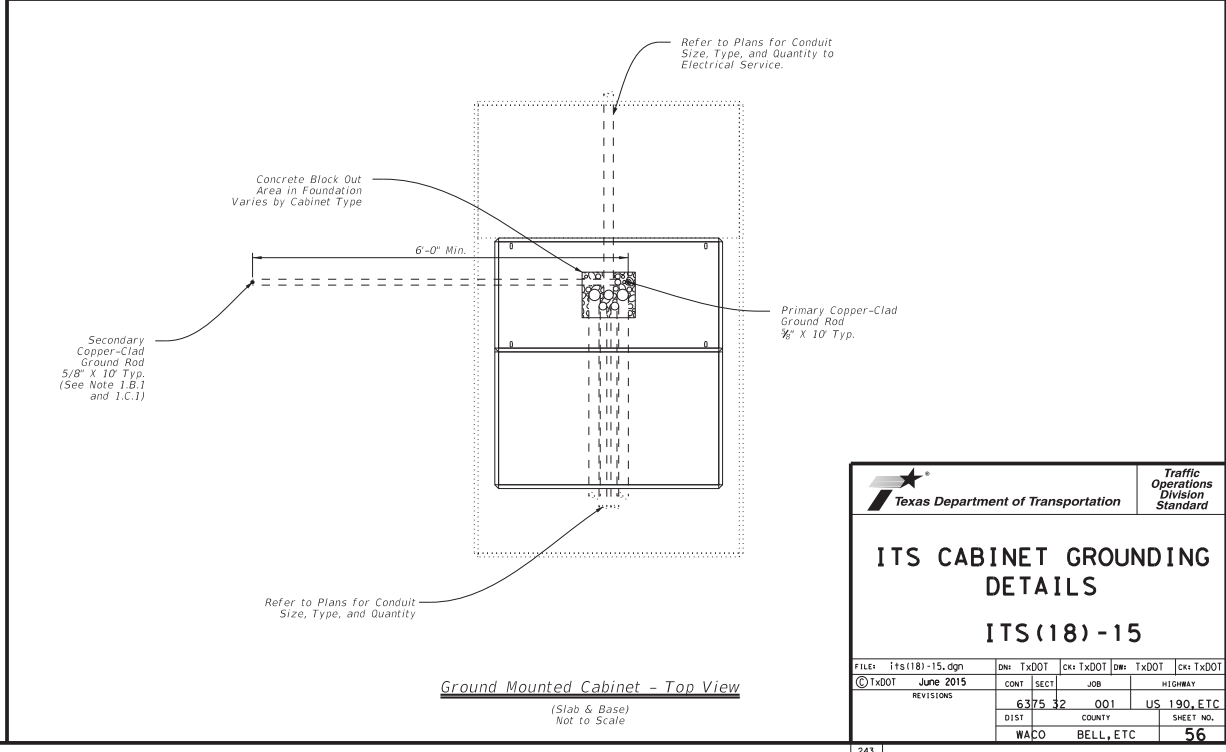 Refer to Plans for Conduit
Size, Type, and Quantity to
Electrical Service.
Concrete Block Out
Area in Foundation
Varies by Cabinet Type
6'-0" Min.
Primary Copper-Clad
Ground Rod
5/8" X 10' Typ.
Secondary
Copper-Clad
Ground Rod
5/8" X 10' Typ.
(See Note 1.B.1
and 1.C.1)
Refer to Plans for Conduit
Size, Type, and Quantity
Ground Mounted Cabinet - Top View
(Slab & Base)
Not to Scale
®
Texas Department of Transportation
Traffic
Operations
Division
Standard
ITS CABINET GROUNDING
DETAILS
ITS(18)-15
FILE: its(18)-15.dgn DN: TxDOT CK: TxDOT DW: TxDOT CK: TxDOT
© TxDOT June 2015 CONT SECT JOB HIGHWAY
REVISIONS
6375 32 001 US 190,ETC
DIST COUNTY SHEET NO.
WACO BELL,ETC 56
243